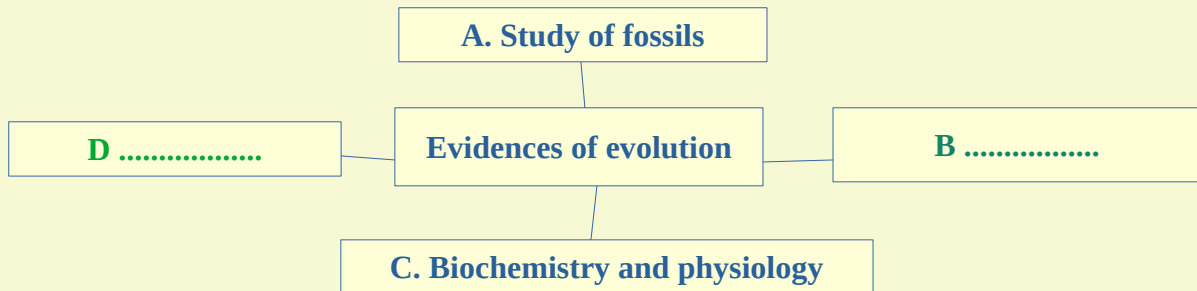 A. Study of fossils
D ..................
Evidences of evolution
B .................
C. Biochemistry and physiology